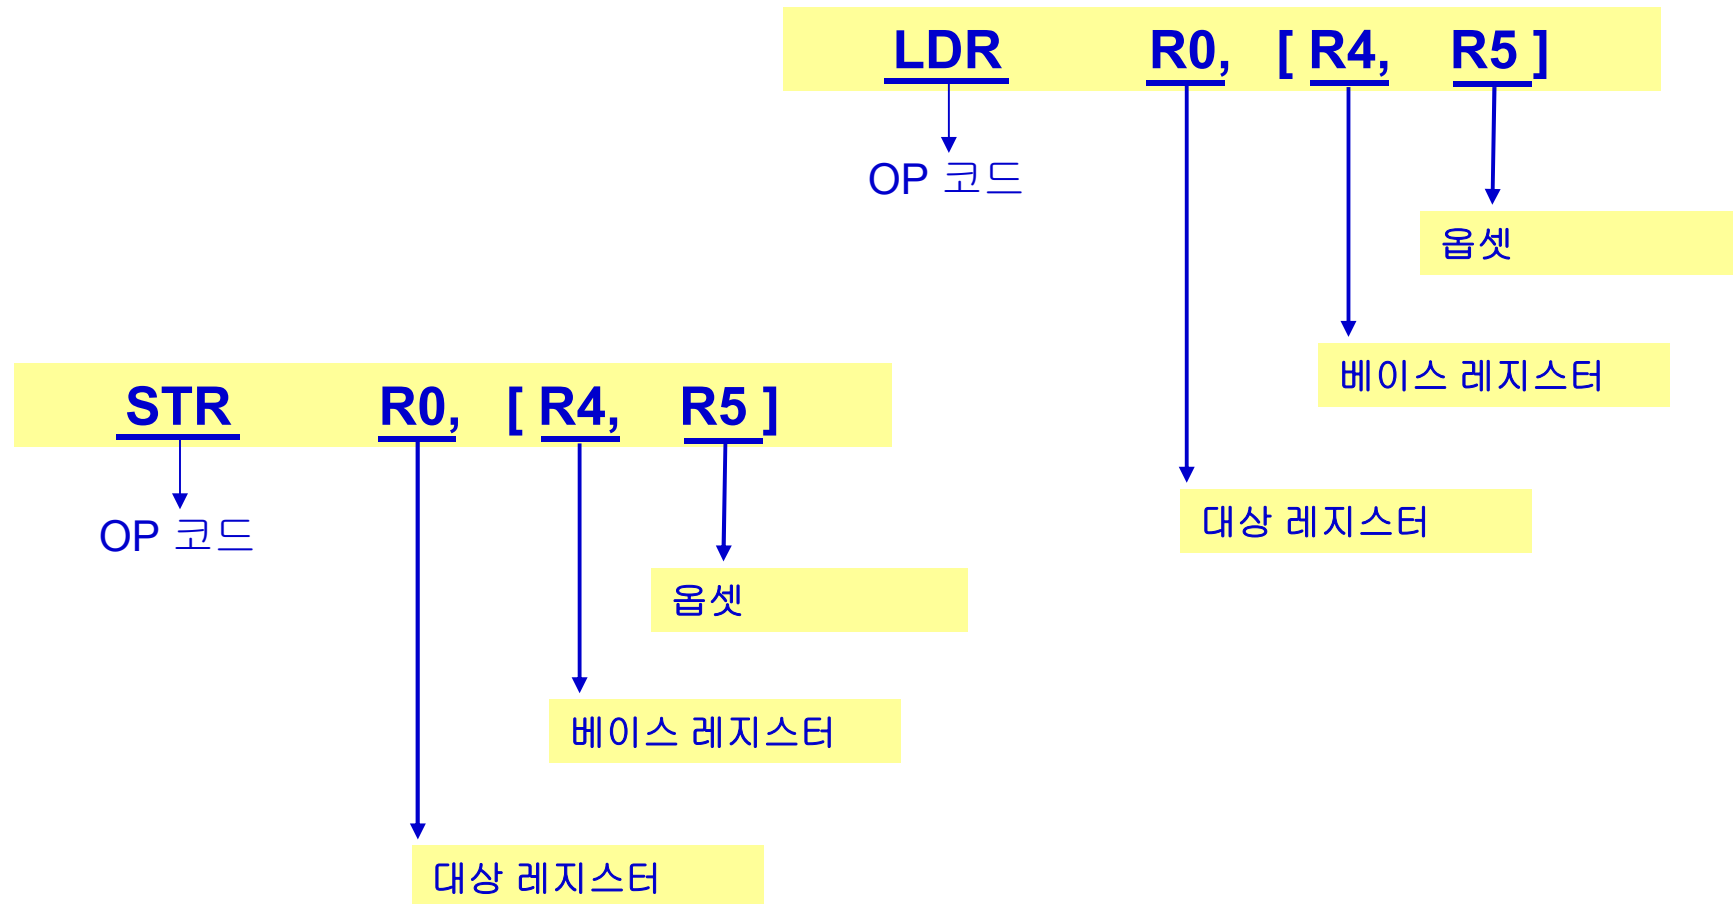 LDR R0, [ R4, R5 ]
OP 코드
옵셋
베이스 레지스터
대상 레지스터
STR R0, [ R4, R5 ]
OP 코드
옵셋
베이스 레지스터
대상 레지스터